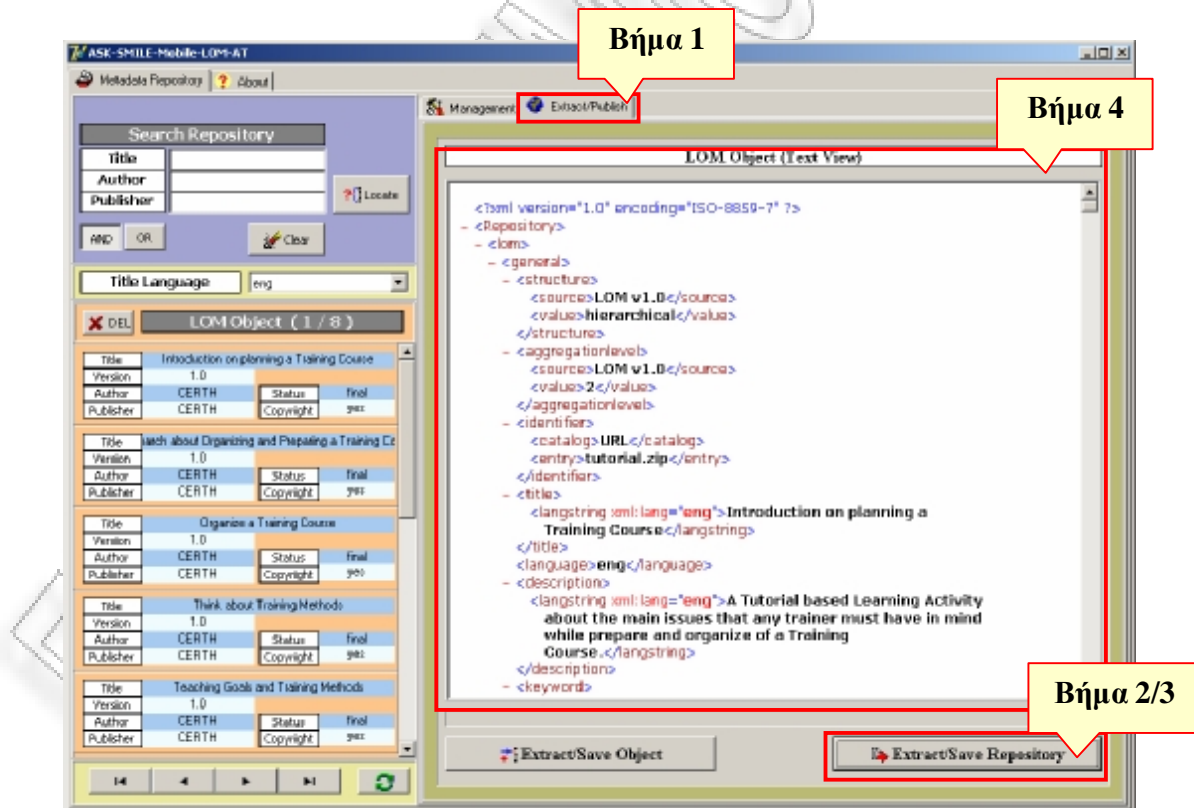 Βήμα 1
ASK-SMILE-Mobile-LOM-AT
Metadata Repository
About
Management
Extract/Publish
Βήμα 4
Search Repository
Title
Author
Publisher
Locate
AND
OR
Clear
Title Language
eng
DEL
LOM Object ( 1 / 8 )
Title Introduction on planning a Training Course
Version 1.0
Author CERTH Status final
Publisher CERTH Copyright yes
Title about Organizing and Preparing a Training
Version 1.0
Author CERTH Status final
Publisher CERTH Copyright yes
Title Organize a Training Course
Version 1.0
Author CERTH Status final
Publisher CERTH Copyright yes
Title Think about Training Methods
Version 1.0
Author CERTH Status final
Publisher CERTH Copyright yes
Title Teaching Goals and Training Methods
Version 1.0
Author CERTH Status final
Publisher CERTH Copyright yes
LOM Object (Text View)
<?xml version="1.0" encoding="ISO-8859-7" ?>
- <Repository>
- <lom>
- <general>
- <structure>
<source>LOM v1.0</source>
<value>hierarchical</value>
</structure>
- <aggregationlevel>
<source>LOM v1.0</source>
<value>2</value>
</aggregationlevel>
- <identifier>
<catalog>URL</catalog>
<entry>tutorial.zip</entry>
</identifier>
- <title>
<langstring xml:lang="eng">Introduction on planning a
Training Course</langstring>
</title>
<language>eng</language>
- <description>
<langstring xml:lang="eng">A Tutorial based Learning Activity
about the main issues that any trainer must have in mind
while prepare and organize of a Training
Course.</langstring>
</description>
- <keyword>
Βήμα 2/3
Extract/Save Object
Extract/Save Repository